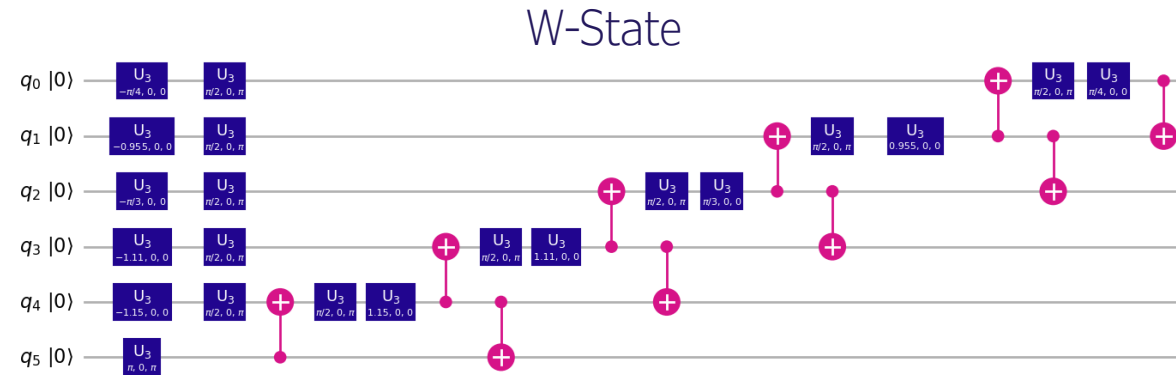 W-State
q₀ |0⟩ U₃ −π/4, 0, 0 U₃ π/2, 0, π U₃ π/2, 0, π U₃ π/4, 0, 0
q₁ |0⟩ U₃ −0.955, 0, 0 U₃ π/2, 0, π U₃ π/2, 0, π U₃ 0.955, 0, 0
q₂ |0⟩ U₃ −π/3, 0, 0 U₃ π/2, 0, π U₃ π/2, 0, π U₃ π/3, 0, 0
q₃ |0⟩ U₃ −1.11, 0, 0 U₃ π/2, 0, π U₃ π/2, 0, π U₃ 1.11, 0, 0
q₄ |0⟩ U₃ −1.15, 0, 0 U₃ π/2, 0, π U₃ π/2, 0, π U₃ 1.15, 0, 0
q₅ |0⟩ U₃ π, 0, π